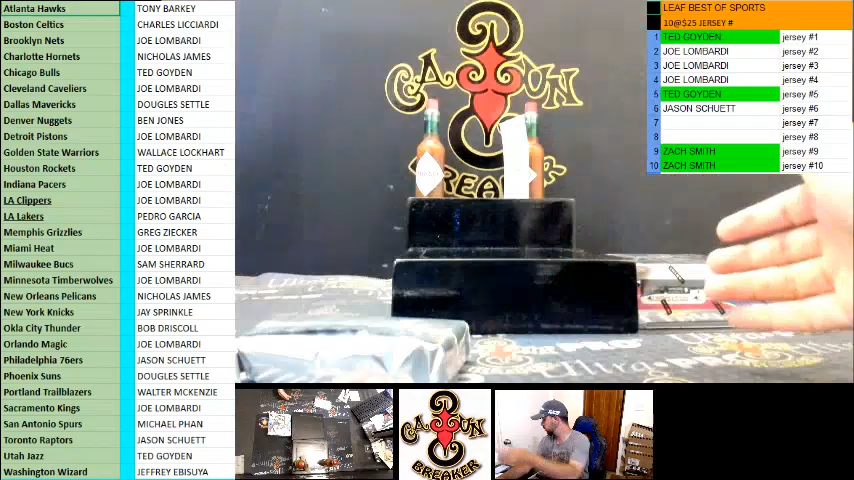 Atlanta Hawks TONY BARKEY
Boston Celtics CHARLES LICCIARDI
Brooklyn Nets JOE LOMBARDI
Charlotte Hornets NICHOLAS JAMES
Chicago Bulls TED GOYDEN
Cleveland Caveliers JOE LOMBARDI
Dallas Mavericks DOUGLES SETTLE
Denver Nuggets BEN JONES
Detroit Pistons JOE LOMBARDI
Golden State Warriors WALLACE LOCKHART
Houston Rockets TED GOYDEN
Indiana Pacers JOE LOMBARDI
LA Clippers JOE LOMBARDI
LA Lakers PEDRO GARCIA
Memphis Grizzlies GREG ZIECKER
Miami Heat JOE LOMBARDI
Milwaukee Bucs SAM SHERRARD
Minnesota Timberwolves JOE LOMBARDI
New Orleans Pelicans NICHOLAS JAMES
New York Knicks JAY SPRINKLE
Okla City Thunder BOB DRISCOLL
Orlando Magic JOE LOMBARDI
Philadelphia 76ers JASON SCHUETT
Phoenix Suns DOUGLES SETTLE
Portland Trailblazers WALTER MCKENZIE
Sacramento Kings JOE LOMBARDI
San Antonio Spurs MICHAEL PHAN
Toronto Raptors JASON SCHUETT
Utah Jazz TED GOYDEN
Washington Wizard JEFFREY EBISUYA
CAJUN
BREAKER
LEAF BEST OF SPORTS
10@$25 JERSEY #
1 TED GOYDEN jersey #1
2 JOE LOMBARDI jersey #2
3 JOE LOMBARDI jersey #3
4 JOE LOMBARDI jersey #4
5 TED GOYDEN jersey #5
6 JASON SCHUETT jersey #6
7 jersey #7
8 jersey #8
9 ZACH SMITH jersey #9
10 ZACH SMITH jersey #10
CAJUN
BREAKER